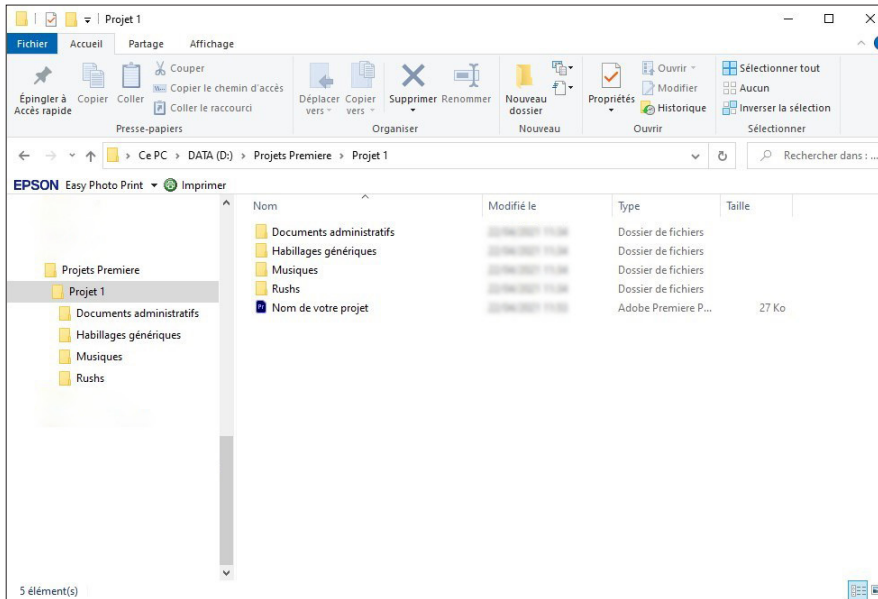 Projet 1
Fichier Accueil Partage Affichage
Épingler à Accès rapide
Copier
Coller
Couper
Copier le chemin d'accès
Coller le raccourci
Presse-papiers
Déplacer vers
Copier vers
Supprimer
Renommer
Organiser
Nouveau dossier
Nouveau
Propriétés
Ouvrir
Modifier
Historique
Ouvrir
Sélectionner tout
Aucun
Inverser la sélection
Sélectionner
Ce PC > DATA (D:) > Projets Premiere > Projet 1
Rechercher dans : ...
EPSON Easy Photo Print Imprimer
Projets Premiere
Projet 1
Documents administratifs
Habillages génériques
Musiques
Rushs
Nom Modifié le Type Taille
Documents administratifs Dossier de fichiers
Habillages génériques Dossier de fichiers
Musiques Dossier de fichiers
Rushs Dossier de fichiers
Pr Nom de votre projet Adobe Premiere P... 27 Ko
5 élément(s)